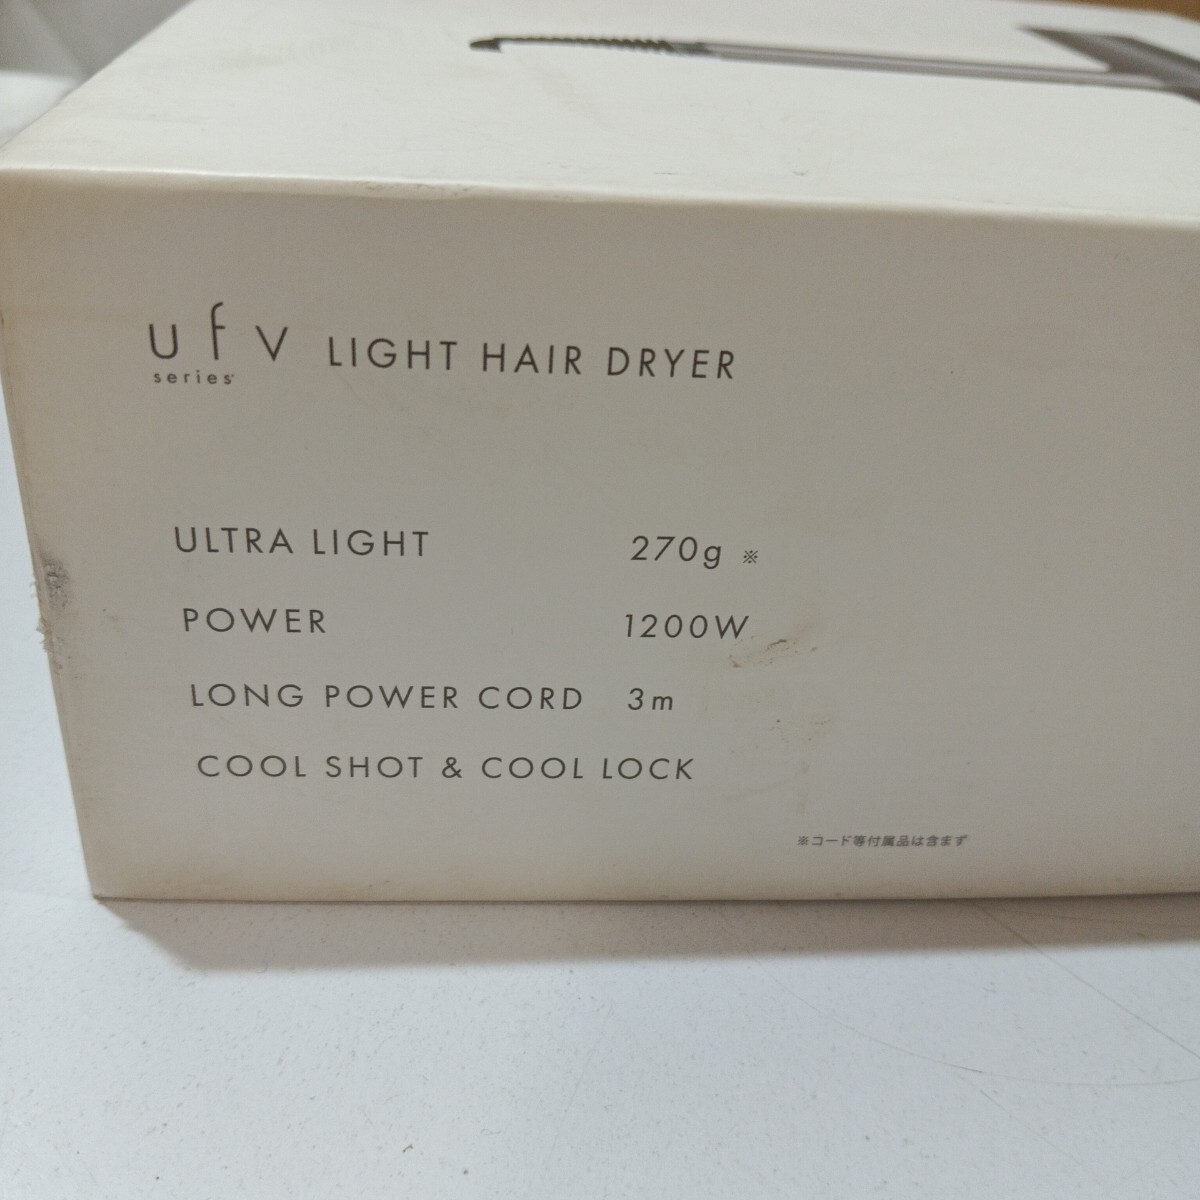 ufv LIGHT HAIR DRYER
series
ULTRA LIGHT 270g ※
POWER 1200W
LONG POWER CORD 3m
COOL SHOT & COOL LOCK
※コード等付属品は含まず